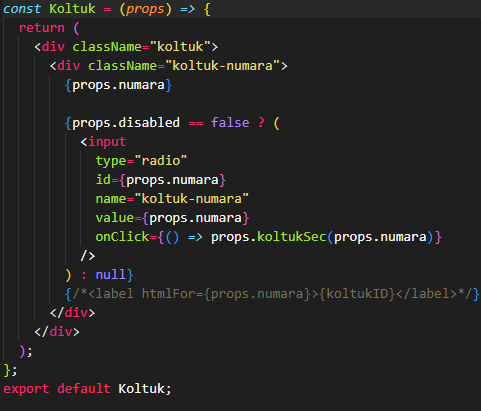 const Koltuk = (props) => {
  return (
    <div className="koltuk">
      <div className="koltuk-numara">
        {props.numara}

        {props.disabled == false ? (
          <input
            type="radio"
            id={props.numara}
            name="koltuk-numara"
            value={props.numara}
            onClick={() => props.koltukSec(props.numara)}
          />
        ) : null}
        {/*<label htmlFor={props.numara}>{koltukID}</label>*/}
      </div>
    </div>
  );
};
export default Koltuk;